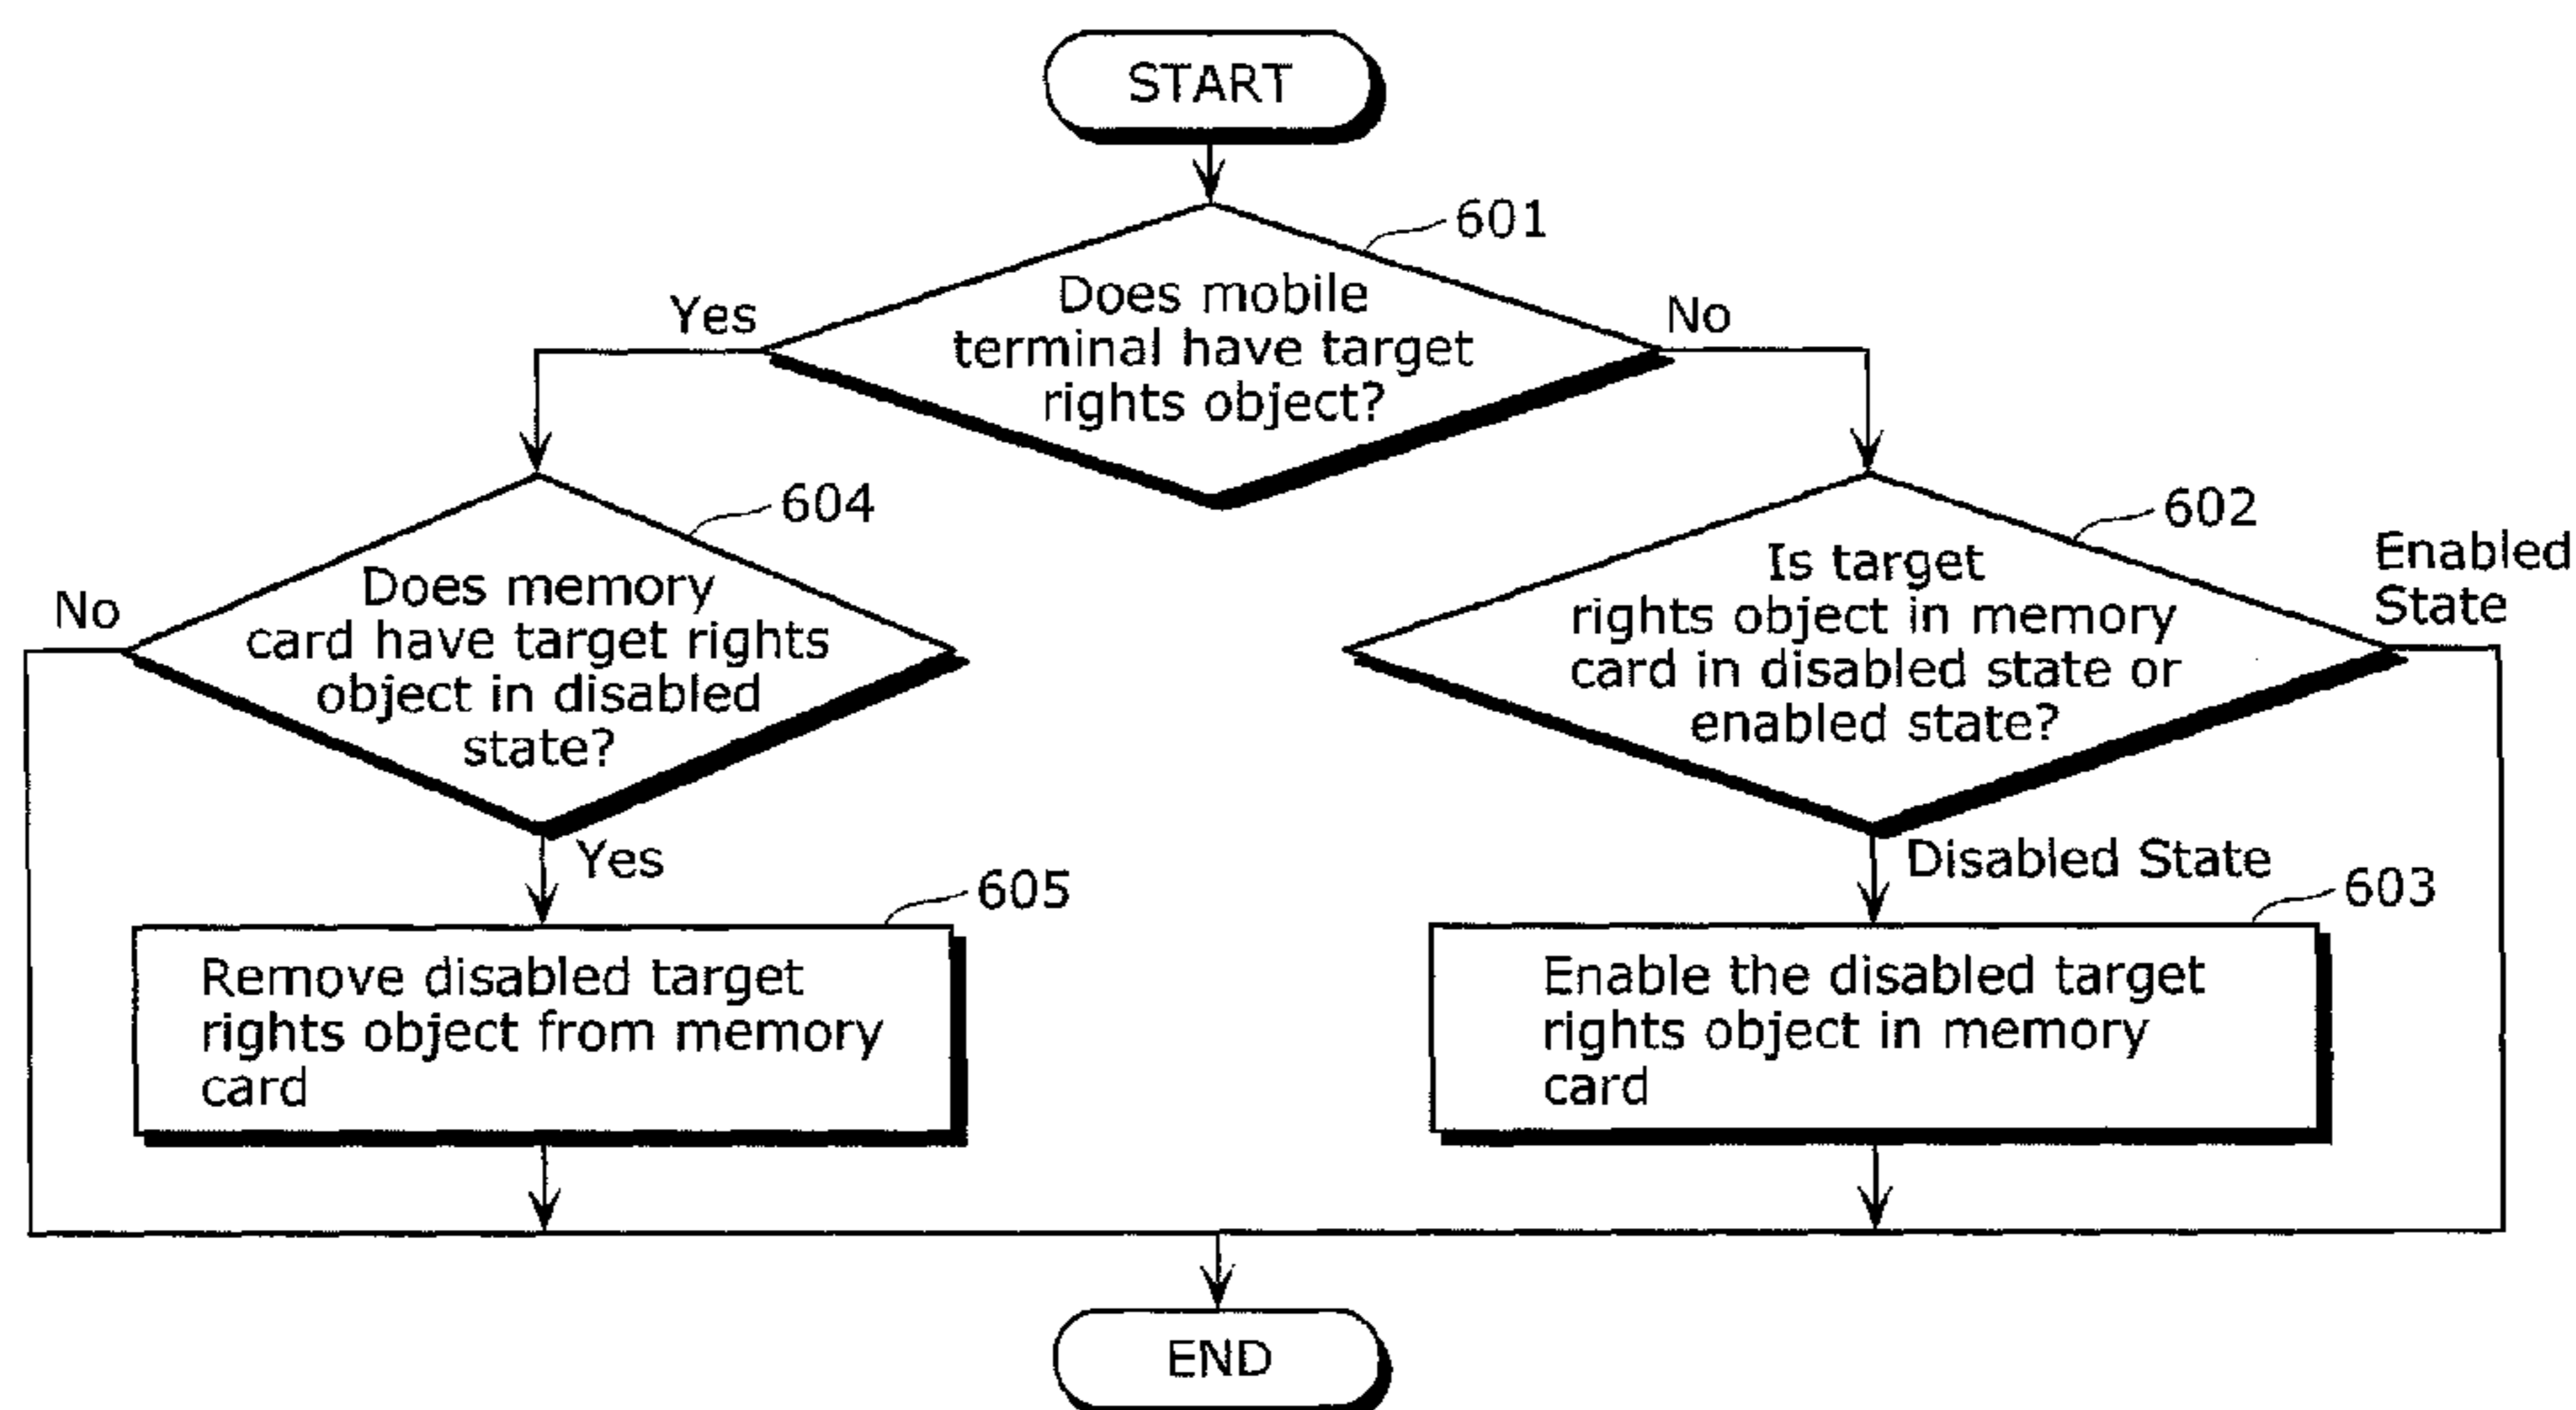 START
601
Does mobile
terminal have target
rights object?
Yes
No
604
Does memory
card have target rights
object in disabled
state?
No
Yes
602
Is target
rights object in memory
card in disabled state or
enabled state?
Enabled
State
Disabled State
605
Remove disabled target
rights object from memory
card
603
Enable the disabled target
rights object in memory
card
END